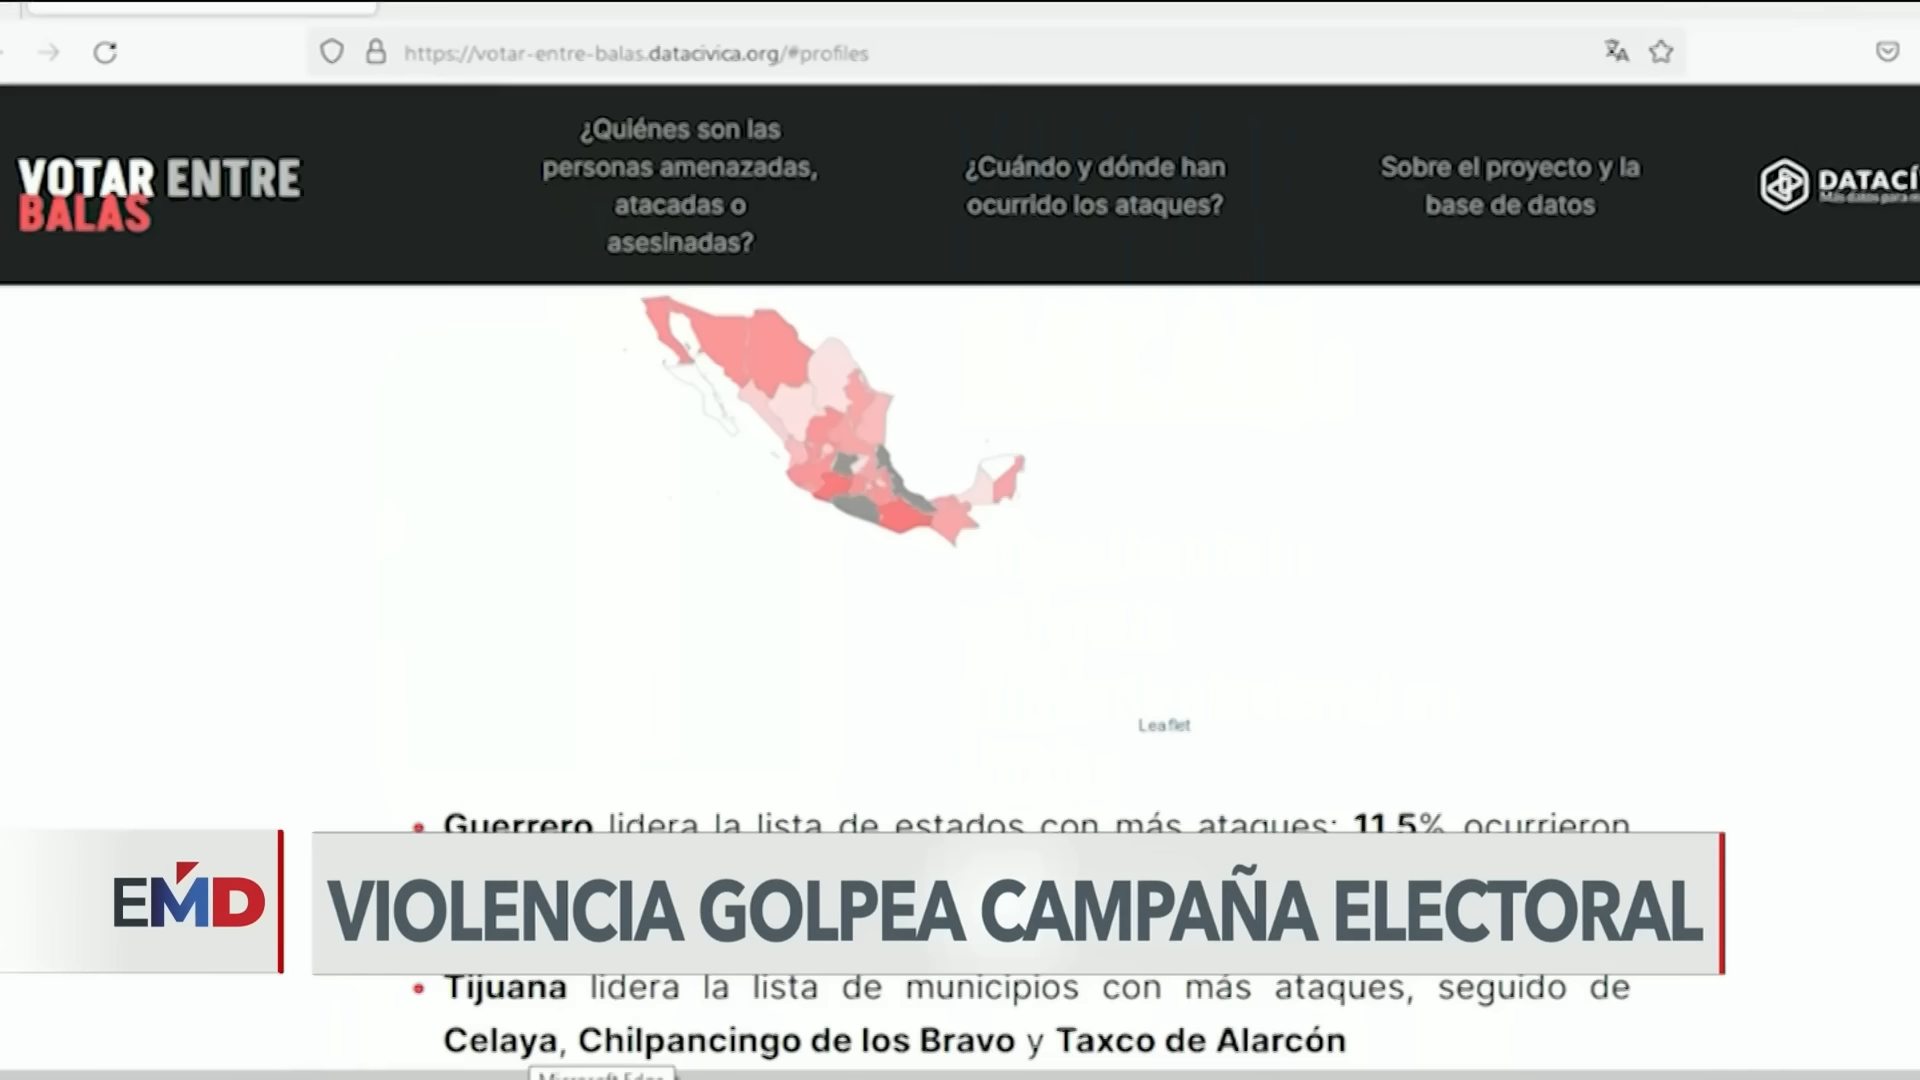 https://votar-entre-balas.datacivica.org/#profiles
VOTAR ENTRE
BALAS
¿Quiénes son las
personas amenazadas,
atacadas o
asesinadas?
¿Cuándo y dónde han
ocurrido los ataques?
Sobre el proyecto y la
base de datos
DATACÍ
Leaflet
Guerrero lidera la lista de estados con más ataques: 11.5% ocurrieron
EMD
VIOLENCIA GOLPEA CAMPAÑA ELECTORAL
Tijuana lidera la lista de municipios con más ataques, seguido de
Celaya, Chilpancingo de los Bravo y Taxco de Alarcón
Microsoft Edge